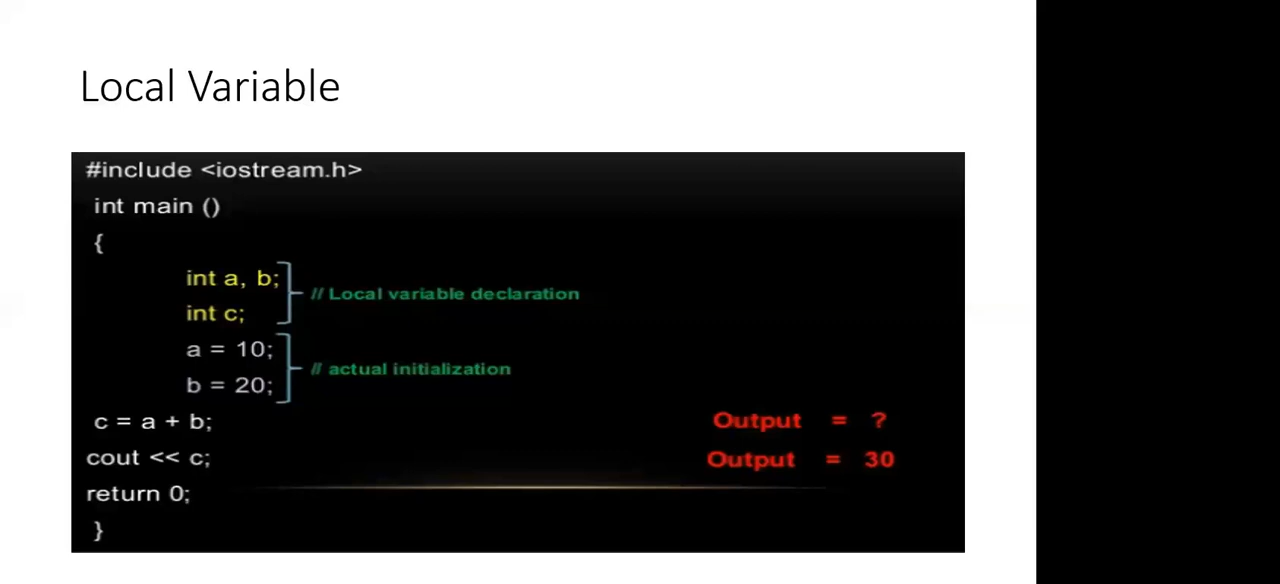 Local Variable
#include <iostream.h>
int main ()
{
int a, b;
// Local variable declaration
int c;
a = 10;
// actual initialization
b = 20;
c = a + b;
Output = ?
cout << c;
Output = 30
return 0;
}